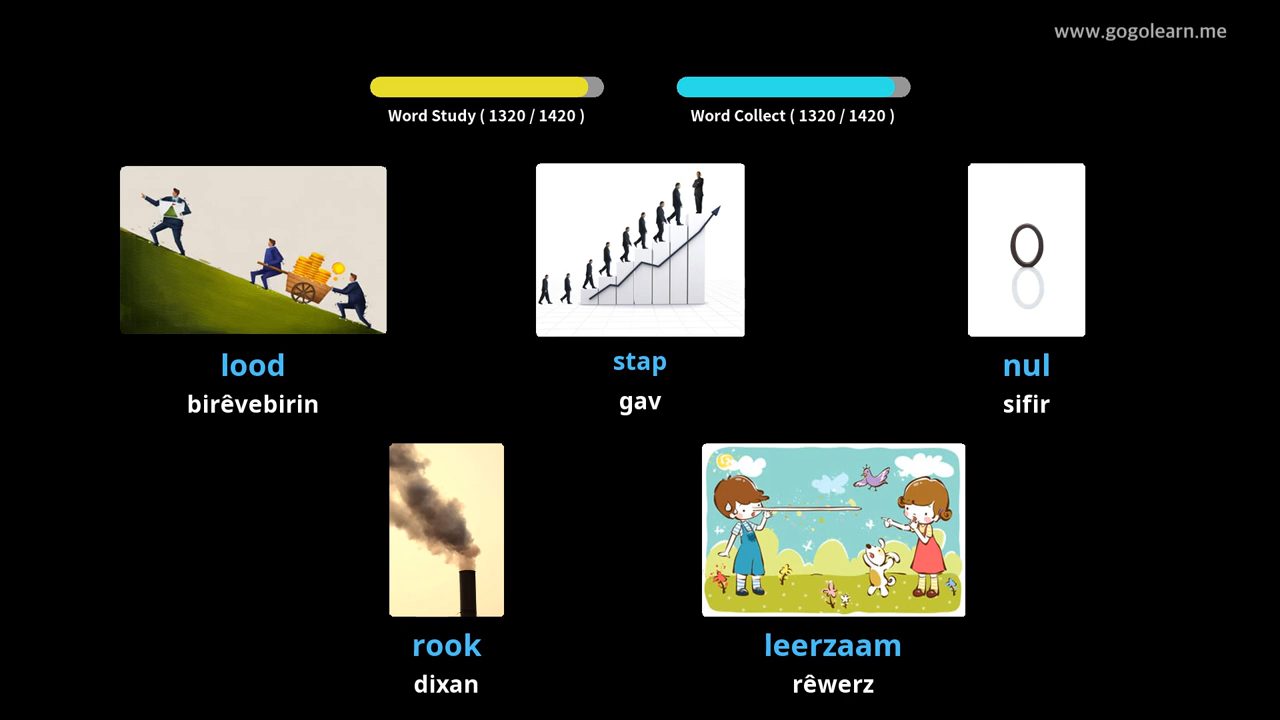 www.gogolearn.me
Word Study ( 1320 / 1420 )
Word Collect ( 1320 / 1420 )
lood
birêvebirin
stap
gav
nul
sifir
rook
dixan
leerzaam
rêwerz